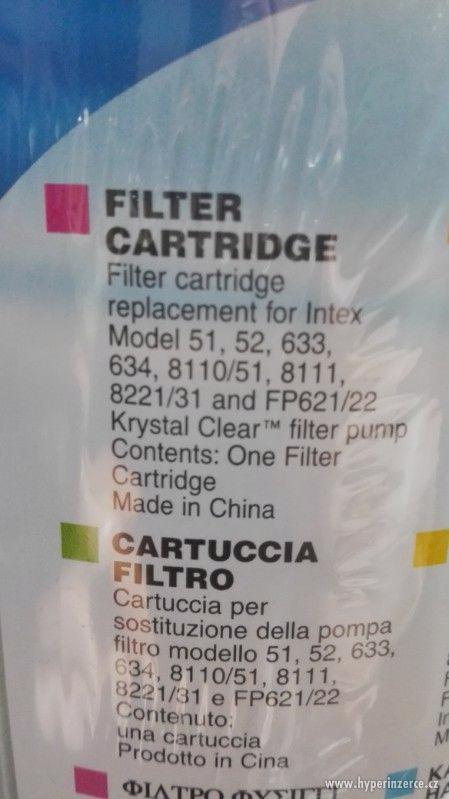 FILTER
CARTRIDGE
Filter cartridge
replacement for Intex
Model 51, 52, 633,
634, 8110/51, 8111,
8221/31 and FP621/22
Krystal Clear™ filter pump
Contents: One Filter
Cartridge
Made in China
CARTUCCIA
FILTRO
Cartuccia per
sostituzione della pompa
filtro modello 51, 52, 633,
634, 8110/51, 8111,
8221/31 e FP621/22
Contenuto:
una cartuccia
Prodotto in Cina
ΦΙΛΤΡΟ
www.hyperinzerce.cz